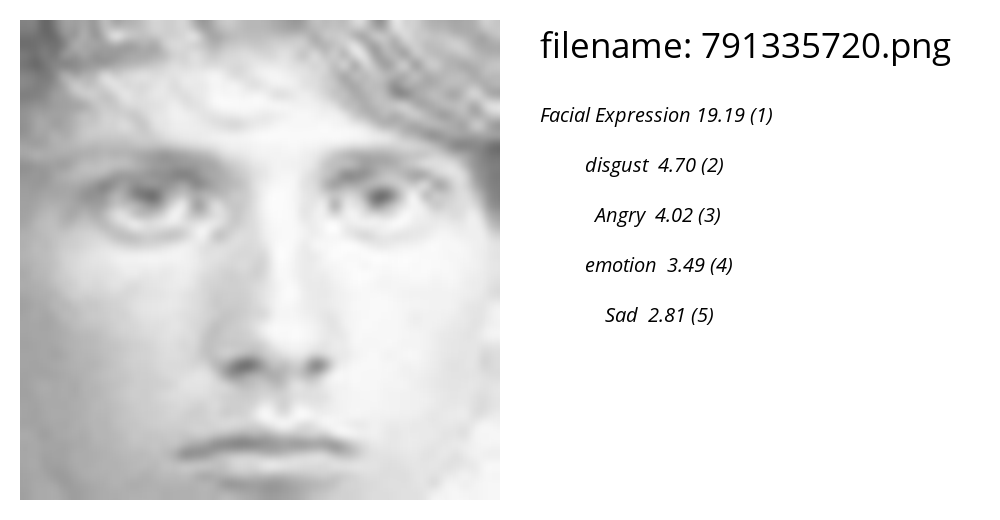 filename: 791335720.png
Facial Expression 19.19 (1)
disgust 4.70 (2)
Angry 4.02 (3)
emotion 3.49 (4)
Sad 2.81 (5)